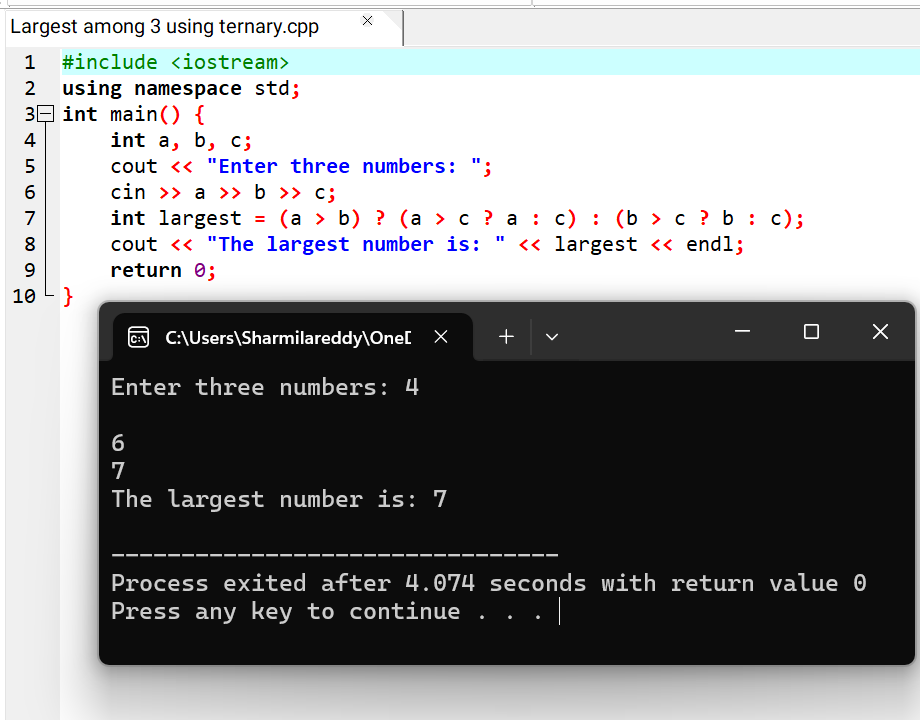 Largest among 3 using ternary.cpp
1 #include <iostream>
2 using namespace std;
3 int main() {
4 int a, b, c;
5 cout << "Enter three numbers: ";
6 cin >> a >> b >> c;
7 int largest = (a > b) ? (a > c ? a : c) : (b > c ? b : c);
8 cout << "The largest number is: " << largest << endl;
9 return 0;
10 }
C:\Users\Sharmilareddy\OneD
Enter three numbers: 4
6
7
The largest number is: 7
--------------------------------
Process exited after 4.074 seconds with return value 0
Press any key to continue . . .